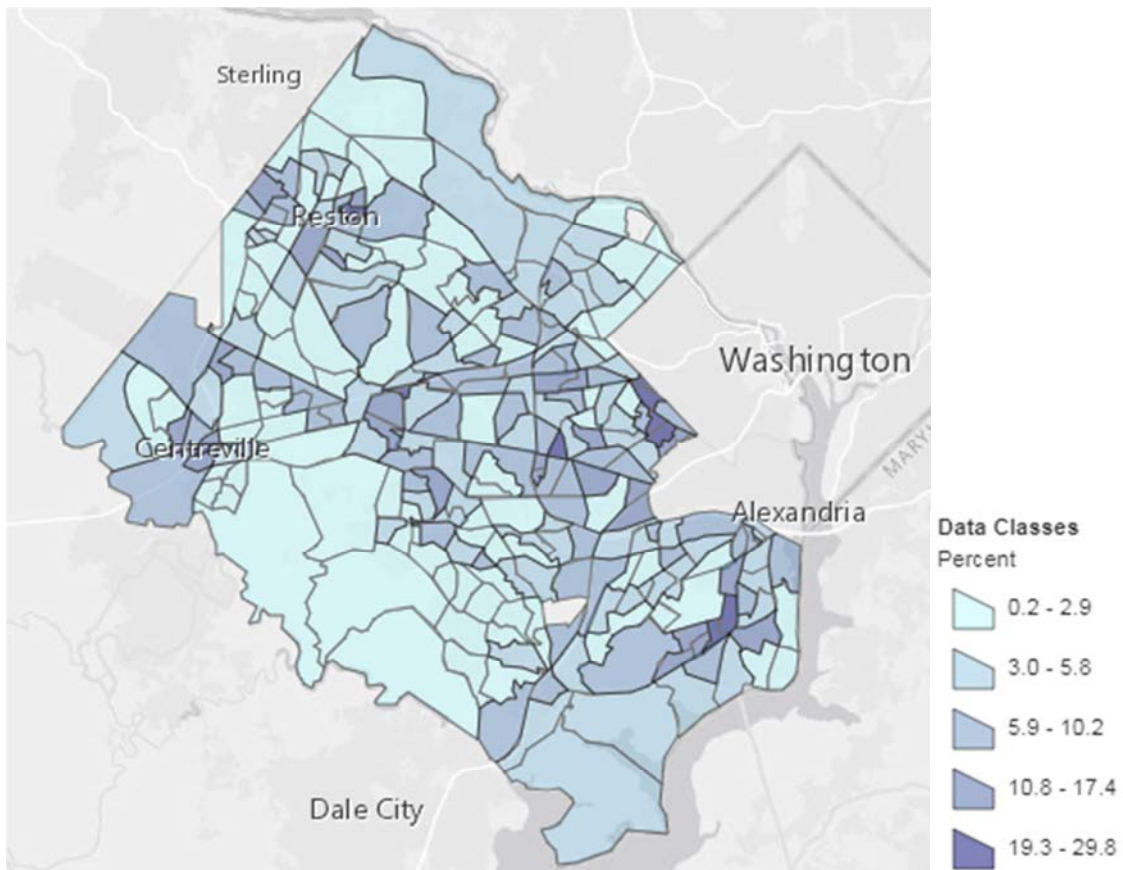 Sterling
Reston
Washington
Centreville
MARY
Alexandria
Dale City
Data Classes
Percent
0.2 - 2.9
3.0 - 5.8
5.9 - 10.2
10.8 - 17.4
19.3 - 29.8